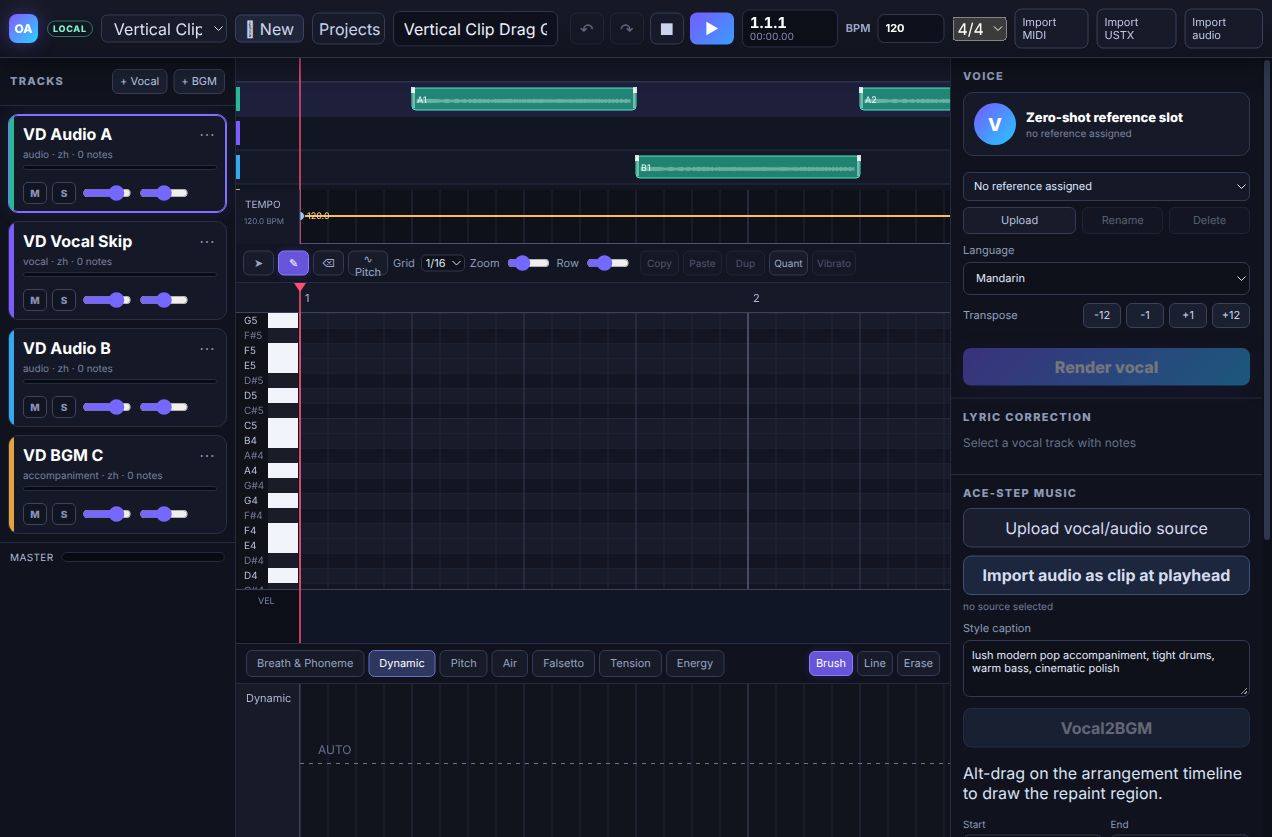 OA LOCAL Vertical Clip New Projects Vertical Clip Drag 1.1.1 00:00.00 BPM 120 4/4 Import MIDI Import USTX Import audio
TRACKS + Vocal + BGM
VD Audio A ...
audio · zh · 0 notes
M S
VD Vocal Skip ...
vocal · zh · 0 notes
M S
VD Audio B ...
audio · zh · 0 notes
M S
VD BGM C ...
accompaniment · zh · 0 notes
M S
MASTER
A1 A2
B1
TEMPO
120.0 BPM 120.0
Pitch Grid 1/16 Zoom Row Copy Paste Dup Quant Vibrato
1 2
G5
F#5
F5
E5
D#5
D5
C#5
C5
B4
A#4
A4
G#4
G4
F#4
F4
E4
D#4
D4
VEL
Breath & Phoneme Dynamic Pitch Air Falsetto Tension Energy Brush Line Erase
Dynamic
AUTO
VOICE
V Zero-shot reference slot
no reference assigned
No reference assigned
Upload Rename Delete
Language
Mandarin
Transpose -12 -1 +1 +12
Render vocal
LYRIC CORRECTION
Select a vocal track with notes
ACE-STEP MUSIC
Upload vocal/audio source
Import audio as clip at playhead
no source selected
Style caption
lush modern pop accompaniment, tight drums,
warm bass, cinematic polish
Vocal2BGM
Alt-drag on the arrangement timeline
to draw the repaint region.
Start End